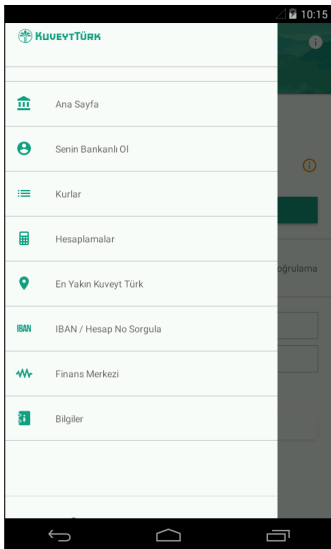 10:15
KUVEYTTÜRK
Ana Sayfa
Senin Bankanlı Ol
Kurlar
Hesaplamalar
En Yakın Kuveyt Türk
oğrulama
IBAN IBAN / Hesap No Sorgula
Finans Merkezi
Bilgiler